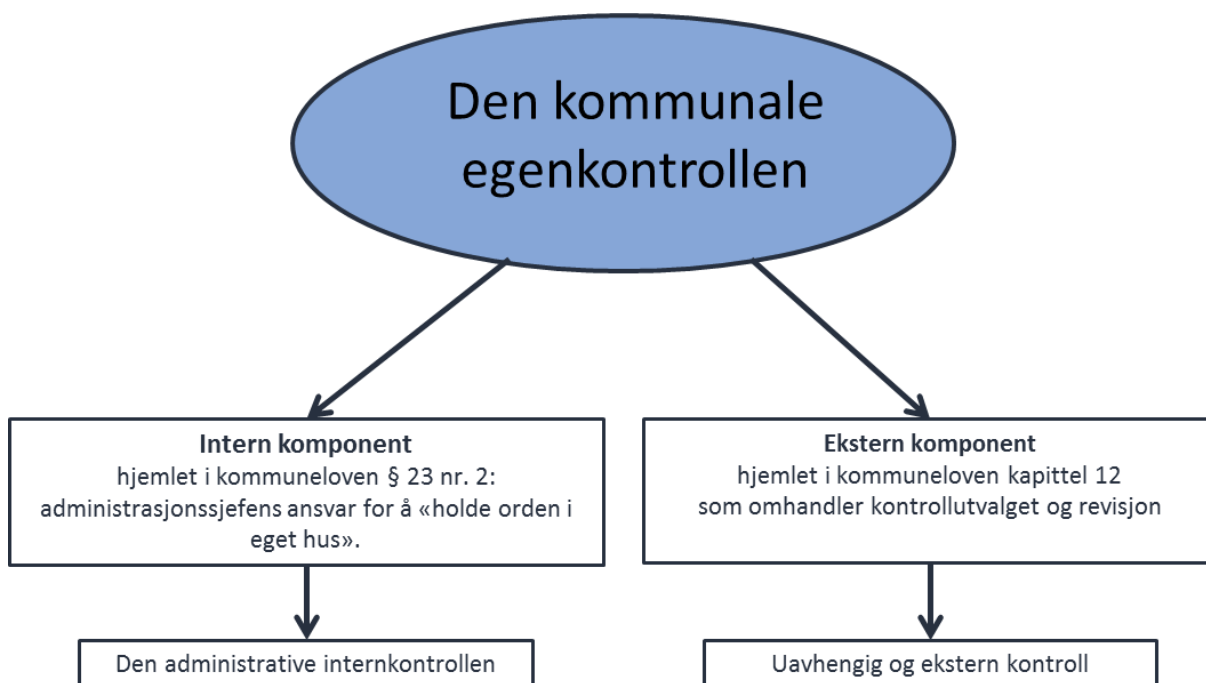 Den kommunale
egenkontrollen
Intern komponent
hjemlet i kommuneloven § 23 nr. 2:
administrasjonssjefens ansvar for å «holde orden i
eget hus».
Ekstern komponent
hjemlet i kommuneloven kapittel 12
som omhandler kontrollutvalget og revisjon
Den administrative internkontrollen
Uavhengig og ekstern kontroll